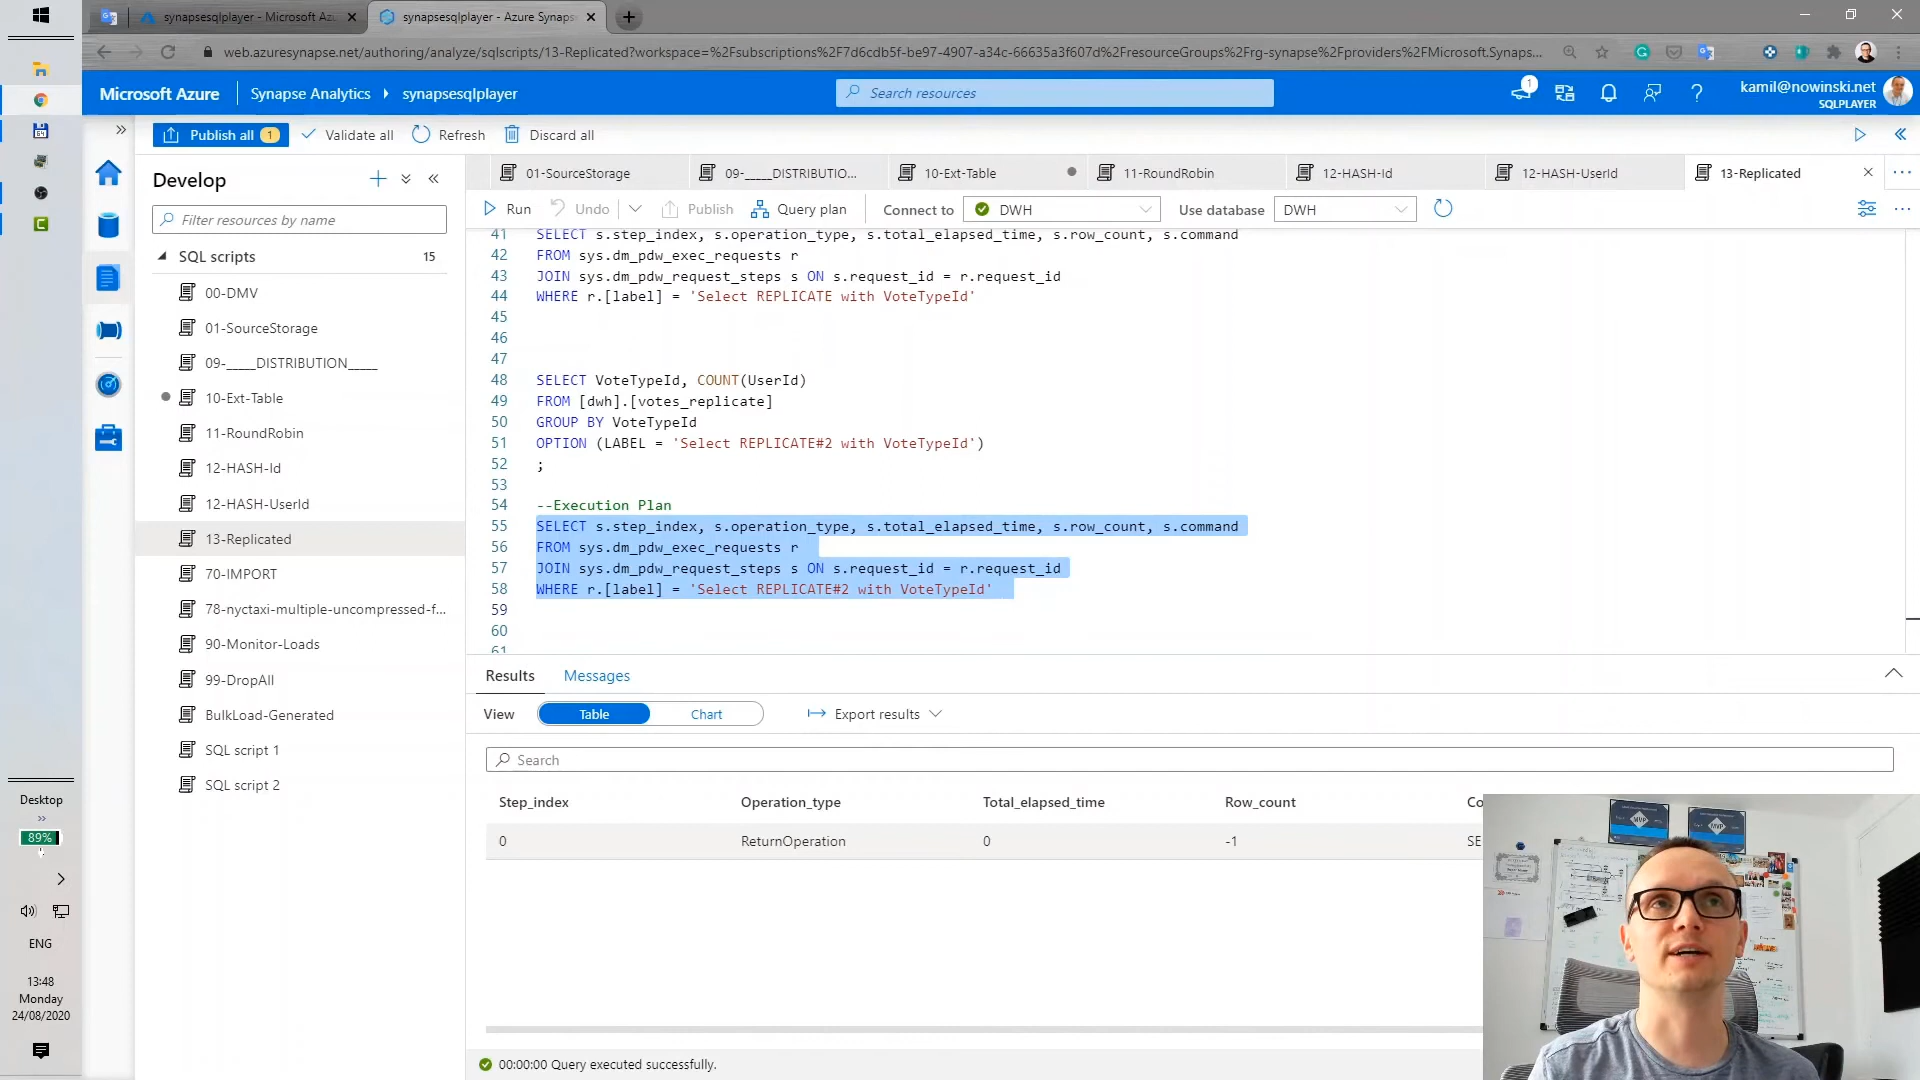 synapsesqlplayer - Microsoft Azu
synapsesqlplayer - Azure Synaps
web.azuresynapse.net/authoring/analyze/sqlscripts/13-Replicated?workspace=%2Fsubscriptions%2F7d6cdb5f-be97-4907-a34c-66635a3f607d%2FresourceGroups%2Frg-synapse%2Fproviders%2FMicrosoft.Synaps...
Microsoft Azure
Synapse Analytics
synapsesqlplayer
Search resources
1
kamil@nowinski.net
SQLPLAYER
Publish all 1
Validate all
Refresh
Discard all
Develop
Filter resources by name
SQL scripts 15
00-DMV
01-SourceStorage
09-_____DISTRIBUTION_____
10-Ext-Table
11-RoundRobin
12-HASH-Id
12-HASH-UserId
13-Replicated
70-IMPORT
78-nyctaxi-multiple-uncompressed-f...
90-Monitor-Loads
99-DropAll
BulkLoad-Generated
SQL script 1
SQL script 2
01-SourceStorage
09-_____DISTRIBUTIO...
10-Ext-Table
11-RoundRobin
12-HASH-Id
12-HASH-UserId
13-Replicated
Run
Undo
Publish
Query plan
Connect to
DWH
Use database
DWH
41 SELECT s.step_index, s.operation_type, s.total_elapsed_time, s.row_count, s.command
42 FROM sys.dm_pdw_exec_requests r
43 JOIN sys.dm_pdw_request_steps s ON s.request_id = r.request_id
44 WHERE r.[label] = 'Select REPLICATE with VoteTypeId'
45
46
47
48 SELECT VoteTypeId, COUNT(UserId)
49 FROM [dwh].[votes_replicate]
50 GROUP BY VoteTypeId
51 OPTION (LABEL = 'Select REPLICATE#2 with VoteTypeId')
52 ;
53
54 --Execution Plan
55 SELECT s.step_index, s.operation_type, s.total_elapsed_time, s.row_count, s.command
56 FROM sys.dm_pdw_exec_requests r
57 JOIN sys.dm_pdw_request_steps s ON s.request_id = r.request_id
58 WHERE r.[label] = 'Select REPLICATE#2 with VoteTypeId'
59
60
61
Results
Messages
View
Table
Chart
Export results
Search
Step_index Operation_type Total_elapsed_time Row_count Co
0 ReturnOperation 0 -1 SE
00:00:00 Query executed successfully.
Desktop
89%
ENG
13:48
Monday
24/08/2020
MVP
MVP